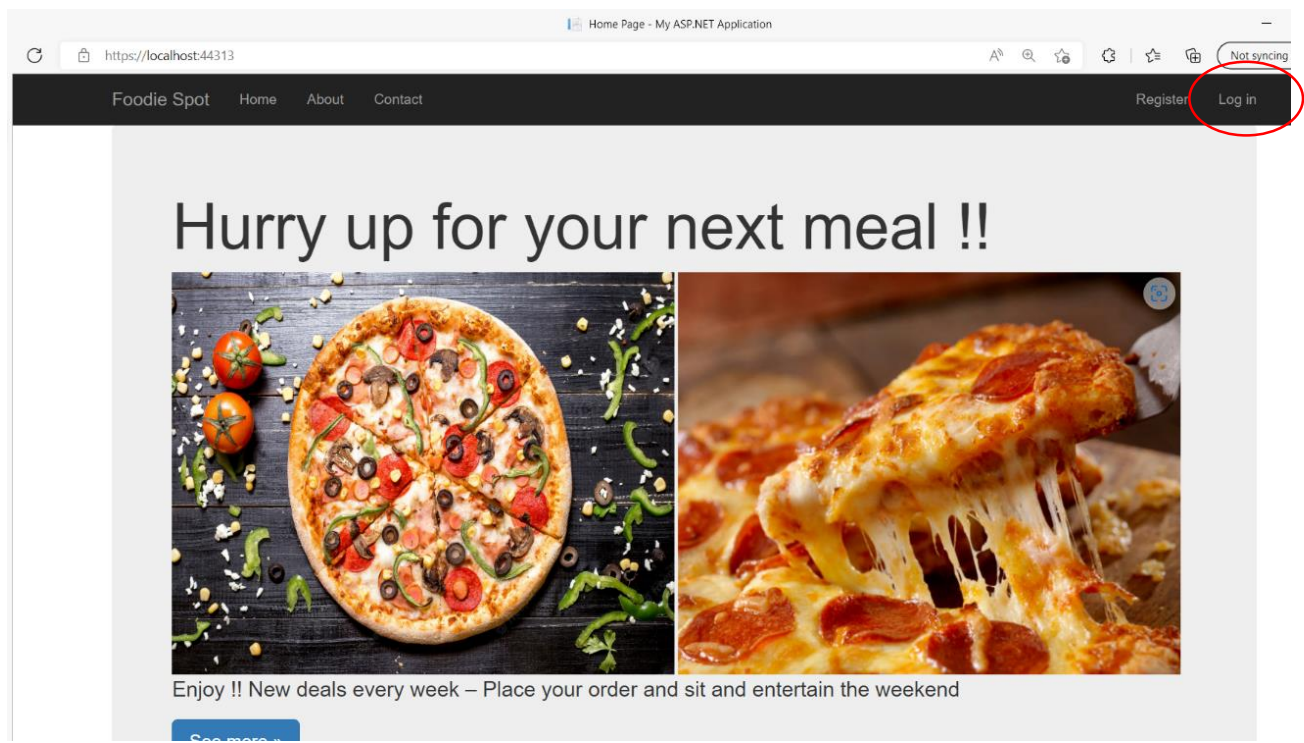 Home Page - My ASP.NET Application
https://localhost:44313
Not syncing
Foodie Spot Home About Contact Register Log in
Hurry up for your next meal !!
Enjoy !! New deals every week – Place your order and sit and entertain the weekend
See more »